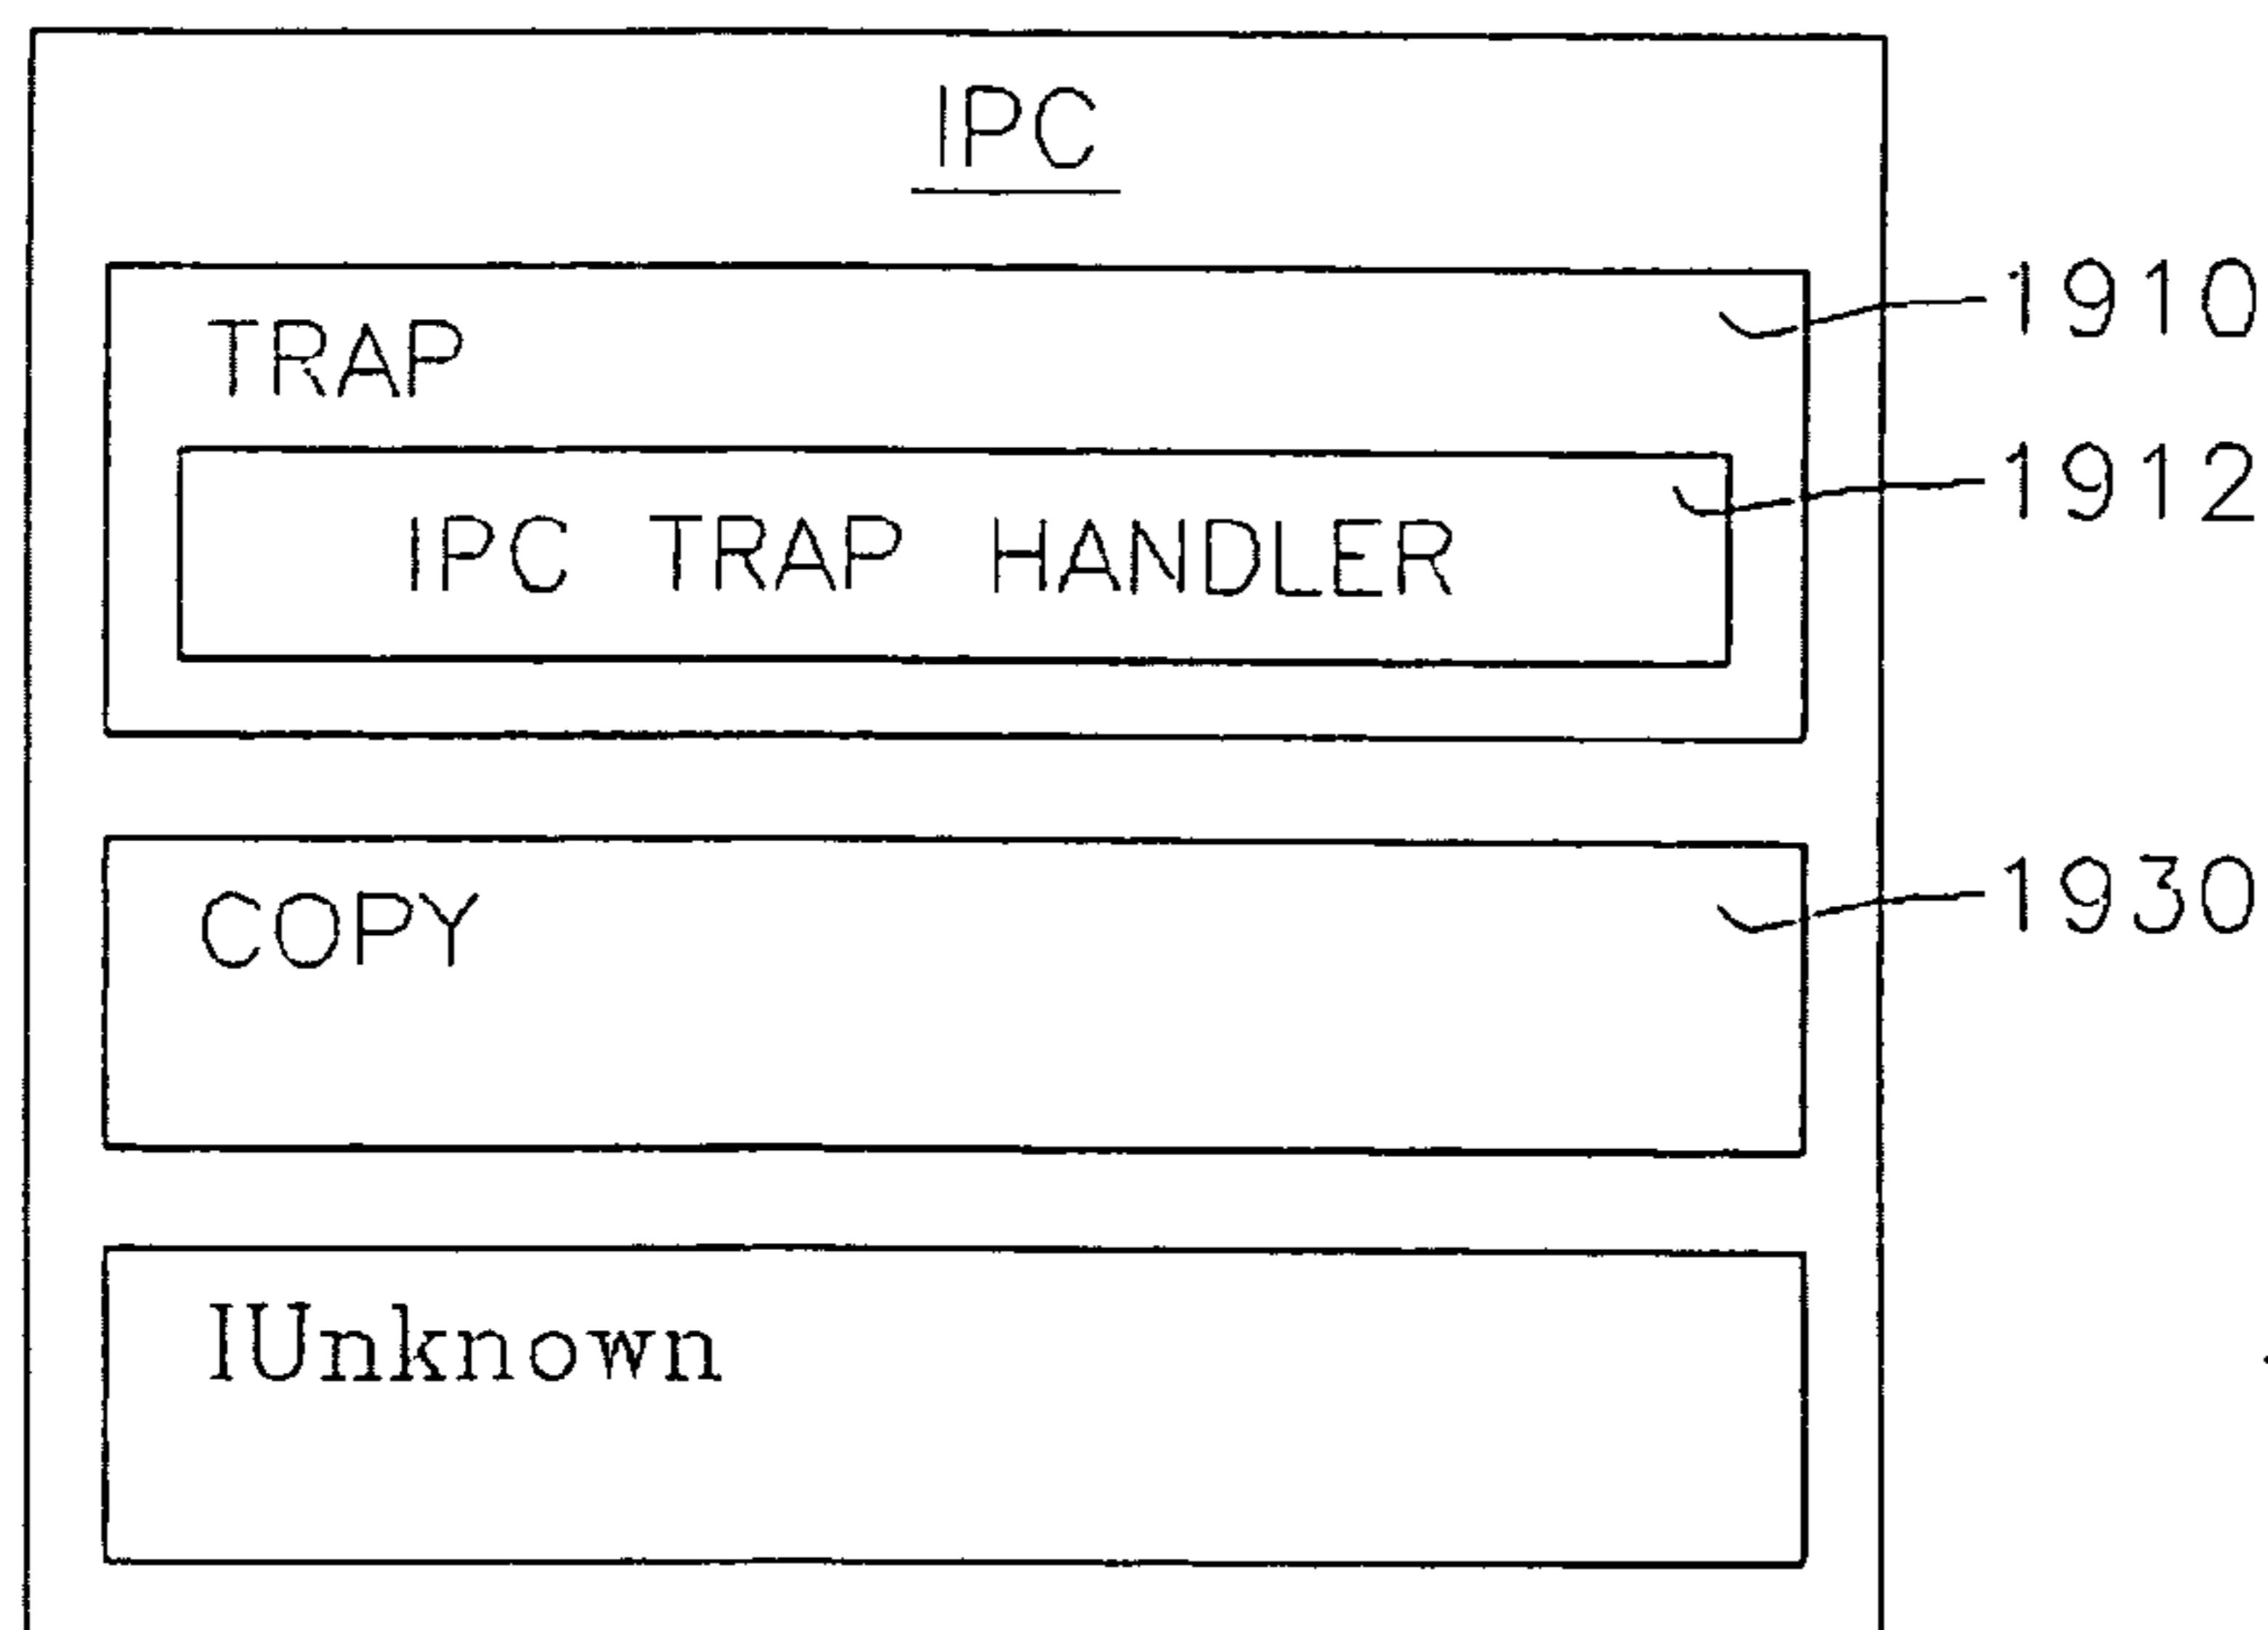 IPC
TRAP
1910
IPC TRAP HANDLER
1912
COPY
1930
IUnknown